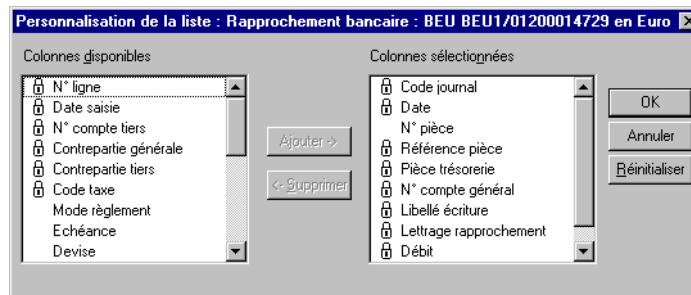 Personnalisation de la liste : Rapprochement bancaire : BEU BEU1/01200014729 en Euro
Colonnes disponibles
N° ligne
Date saisie
N° compte tiers
Contrepartie générale
Contrepartie tiers
Code taxe
Mode règlement
Echéance
Devise
Ajouter ->
<- Supprimer
Colonnes sélectionnées
Code journal
Date
N° pièce
Référence pièce
Pièce trésorerie
N° compte général
Libellé écriture
Lettrage rapprochement
Débit
OK
Annuler
Réinitialiser